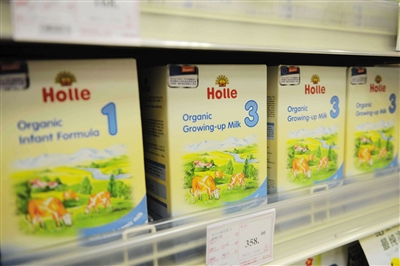 Holle
Organic
Infant Formula
1
Holle
Organic
Growing-up Milk
3
Holle
Organic
Growing-up Milk
3
Holle
Organic
Growing-up Milk
3
358.